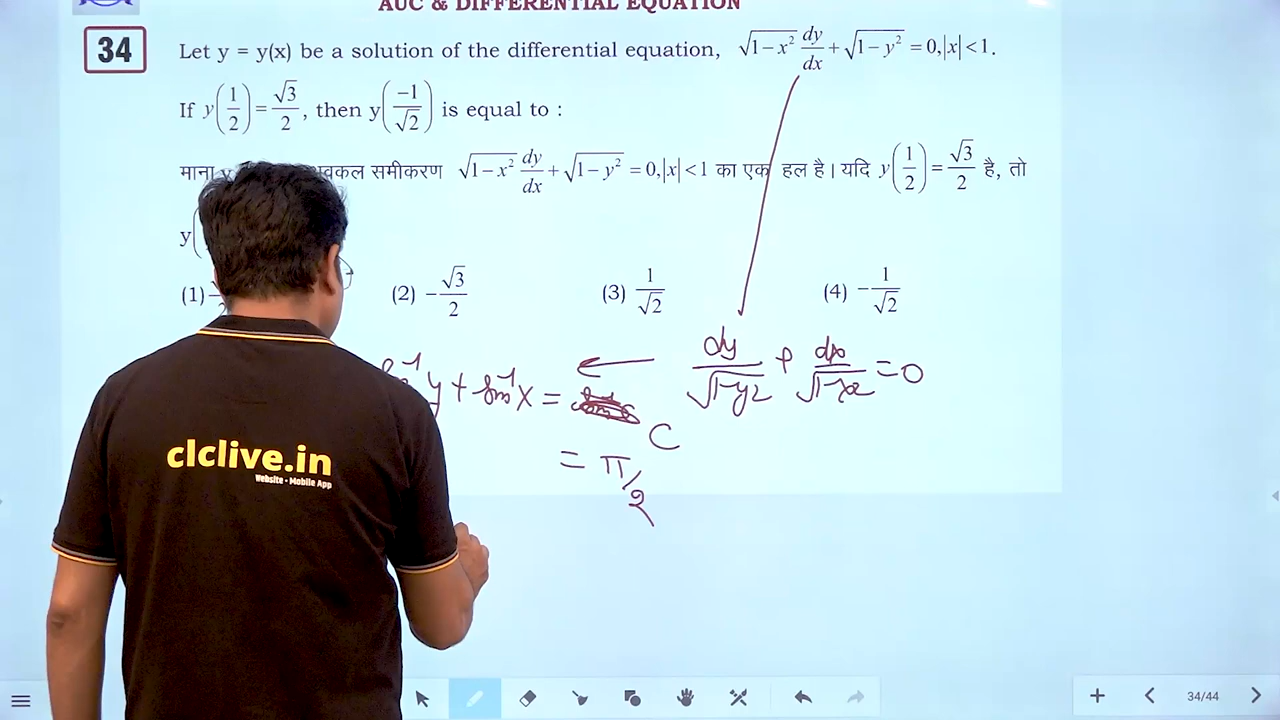 AUC & DIFFERENTIAL EQUATION
34 Let y = y(x) be a solution of the differential equation, √(1−x²) dy/dx + √(1−y²) = 0, |x| < 1.
If y(1/2) = √3/2, then y(−1/√2) is equal to :
माना √(1−x²) dy/dx + √(1−y²) = 0, |x| < 1 का एक हल है। यदि y(1/2) = √3/2 है, तो
समीकरण
y(
(1) (2) −√3/2 (3) 1/√2 (4) −1/√2
dy/√1-y2 + dx/√1-x2 = 0
y + sin⁻¹x = C
= π/2
clclive.in
Website • Mobile App
34/44